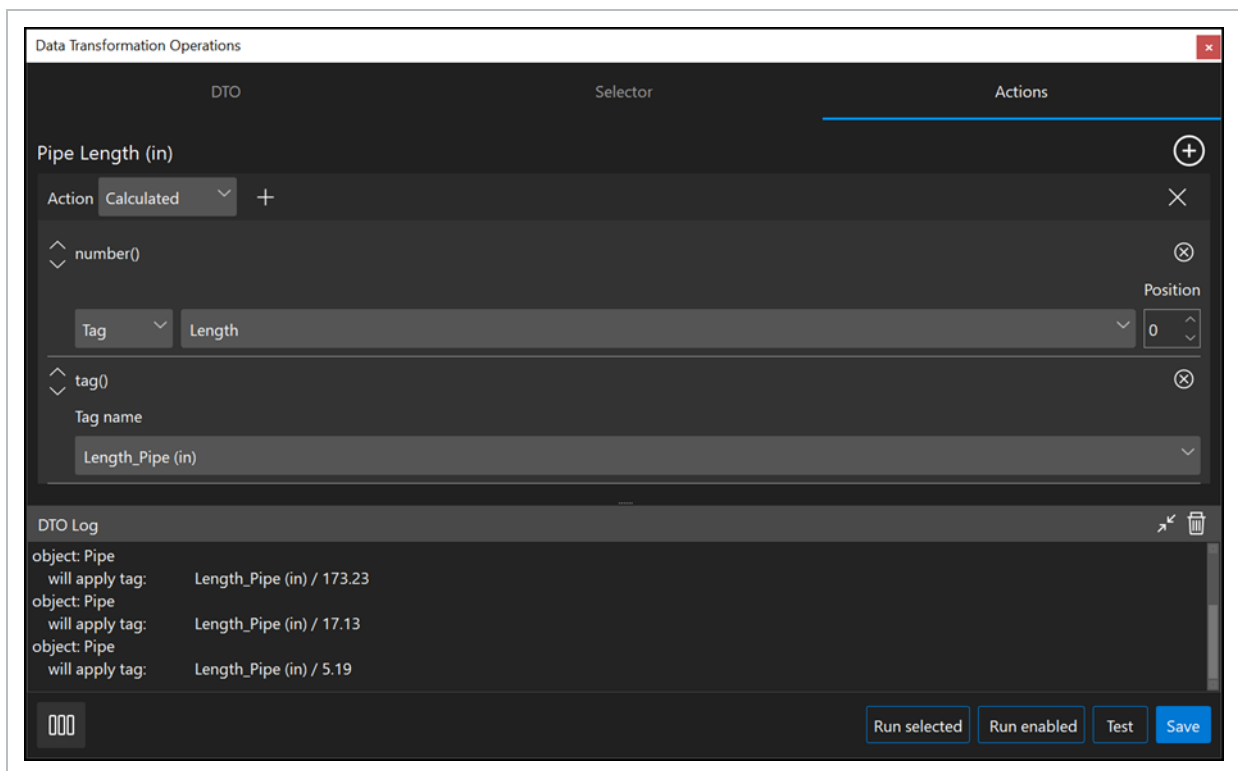 Data Transformation Operations
DTO Selector Actions
Pipe Length (in)
Action Calculated
number()
Position
Tag Length 0
tag()
Tag name
Length_Pipe (in)
DTO Log
object: Pipe
will apply tag: Length_Pipe (in) / 173.23
object: Pipe
will apply tag: Length_Pipe (in) / 17.13
object: Pipe
will apply tag: Length_Pipe (in) / 5.19
Run selected Run enabled Test Save